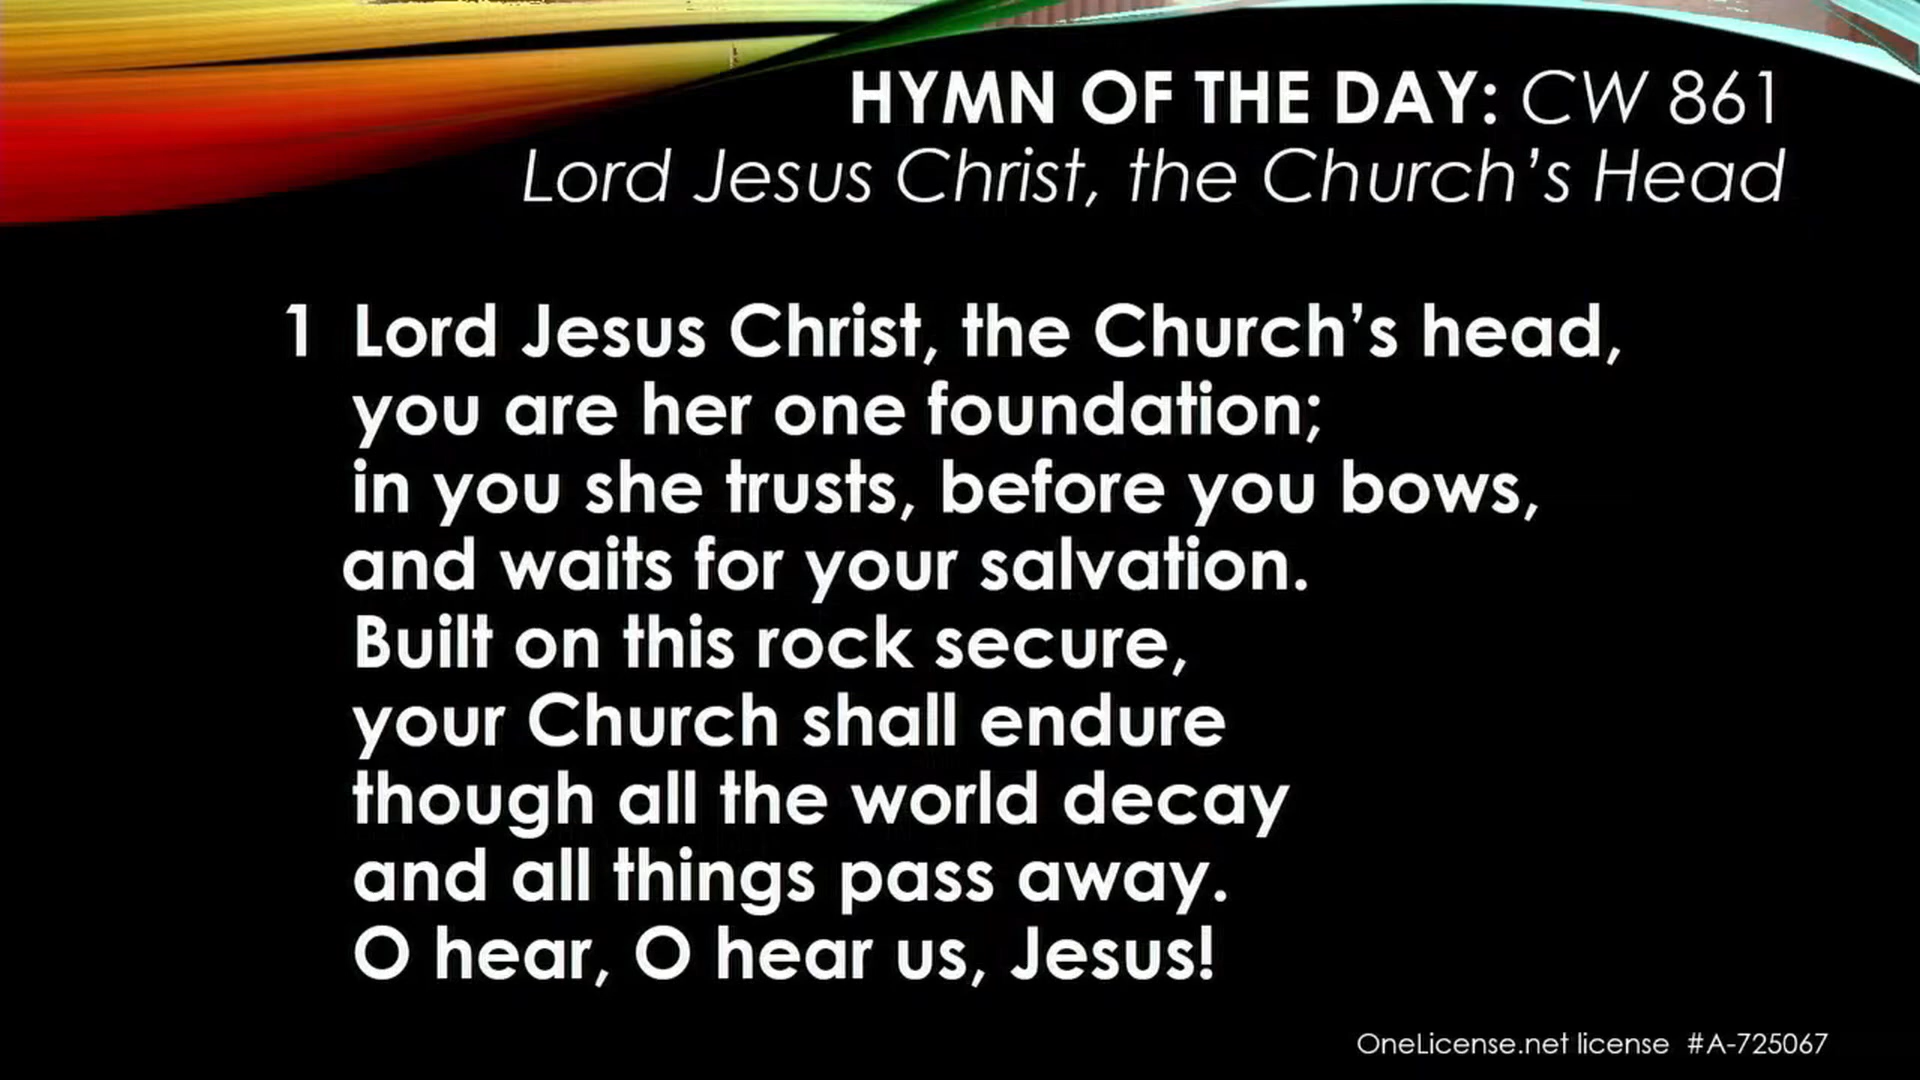 HYMN OF THE DAY: CW 861
Lord Jesus Christ, the Church’s Head
1 Lord Jesus Christ, the Church’s head,
you are her one foundation;
in you she trusts, before you bows,
and waits for your salvation.
Built on this rock secure,
your Church shall endure
though all the world decay
and all things pass away.
O hear, O hear us, Jesus!
OneLicense.net license #A-725067